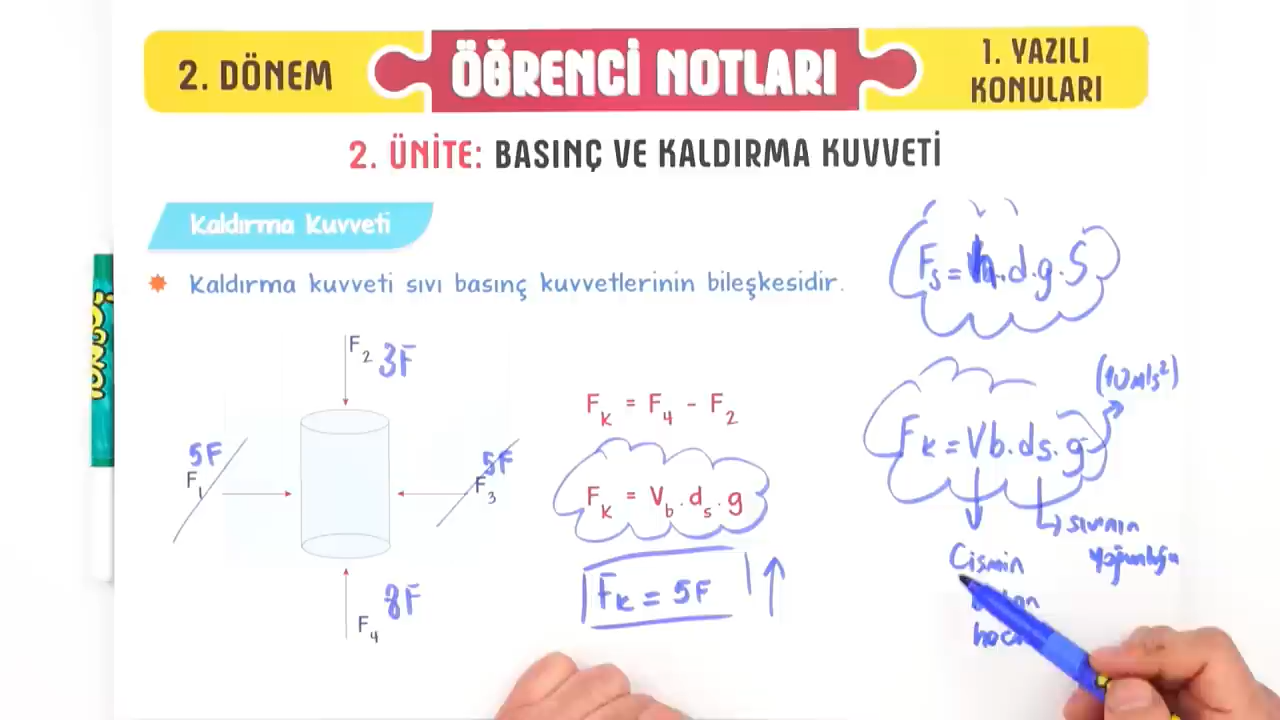 2. DÖNEM
ÖĞRENCİ NOTLARI
1. YAZILI
KONULARI
2. ÜNİTE: BASINÇ VE KALDIRMA KUVVETİ
Kaldırma Kuvveti
Kaldırma kuvveti sıvı basınç kuvvetlerinin bileşkesidir.
F2 3F
5F
F1
5F
F3
F4 8F
Fk = F4 - F2
Fk = Vb.ds.g
Fk = 5F
Fs = h.d.g.S
(10m/s²)
Fk = Vb.ds.g
sıvının
yoğunluğu
Cismin